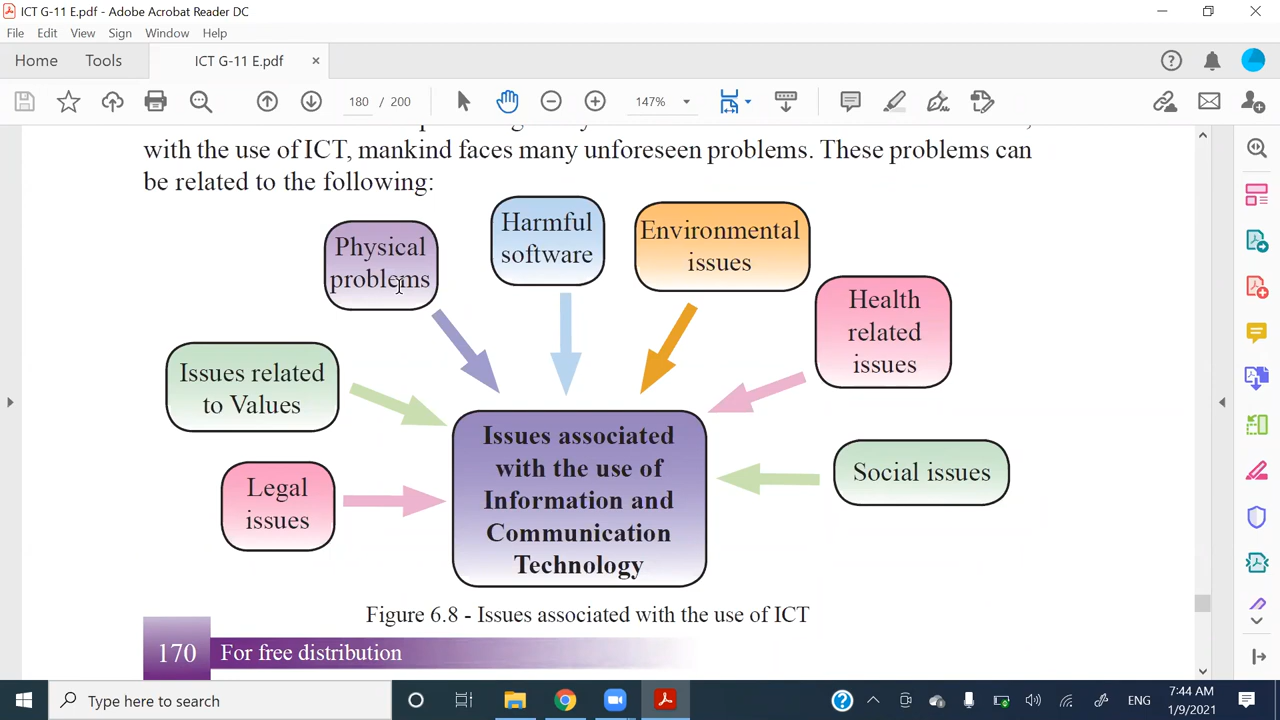 ICT G-11 E.pdf - Adobe Acrobat Reader DC
File Edit View Sign Window Help
Home Tools ICT G-11 E.pdf
180 / 200 147%
with the use of ICT, mankind faces many unforeseen problems. These problems can
be related to the following:
Physical
problems
Harmful
software
Environmental
issues
Health
related
issues
Issues related
to Values
Legal
issues
Social issues
Issues associated
with the use of
Information and
Communication
Technology
Figure 6.8 - Issues associated with the use of ICT
170 For free distribution
Type here to search
ENG
7:44 AM
1/9/2021